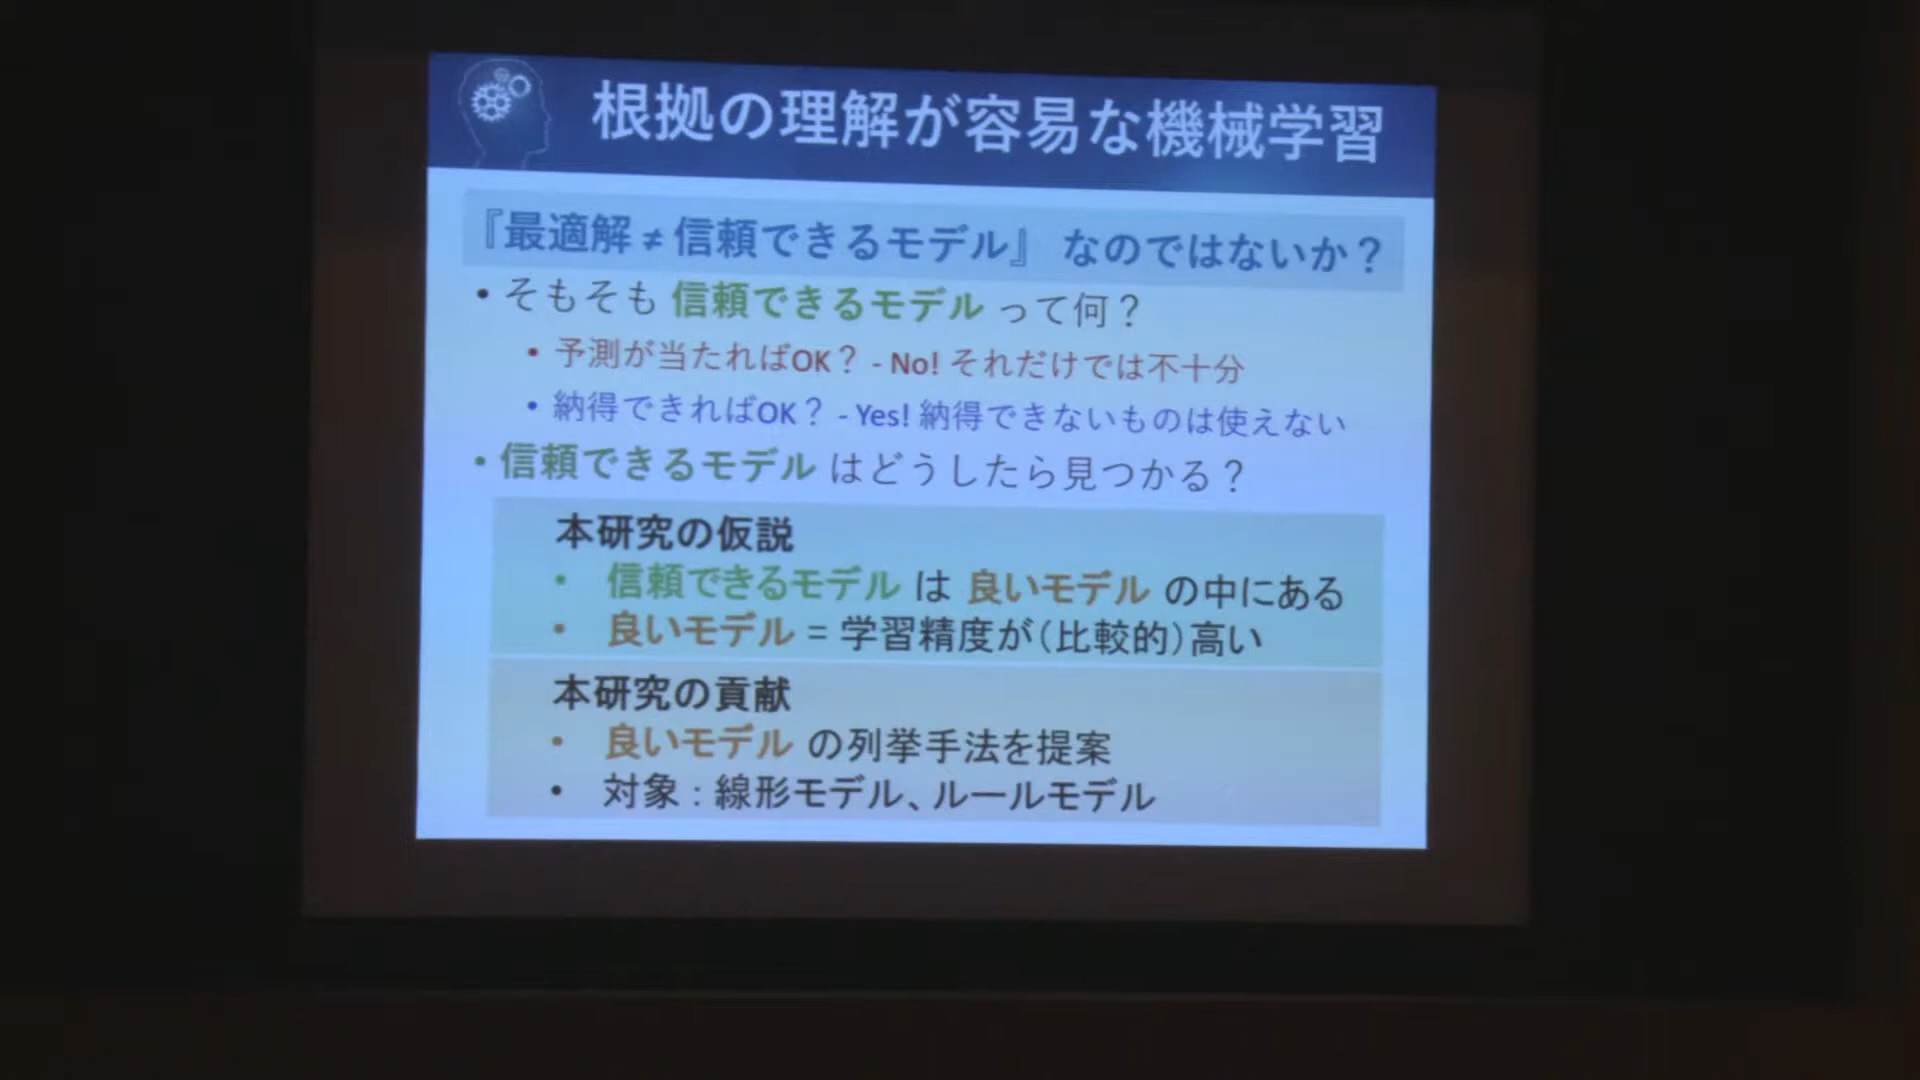 根拠の理解が容易な機械学習
『最適解 ≠ 信頼できるモデル』 なのではないか？
• そもそも 信頼できるモデル って何？
• 予測が当たればOK？ - No! それだけでは不十分
• 納得できればOK？ - Yes! 納得できないものは使えない
• 信頼できるモデル はどうしたら見つかる？
本研究の仮説
• 信頼できるモデル は 良いモデル の中にある
• 良いモデル = 学習精度が（比較的）高い
本研究の貢献
• 良いモデル の列挙手法を提案
• 対象：線形モデル、ルールモデル